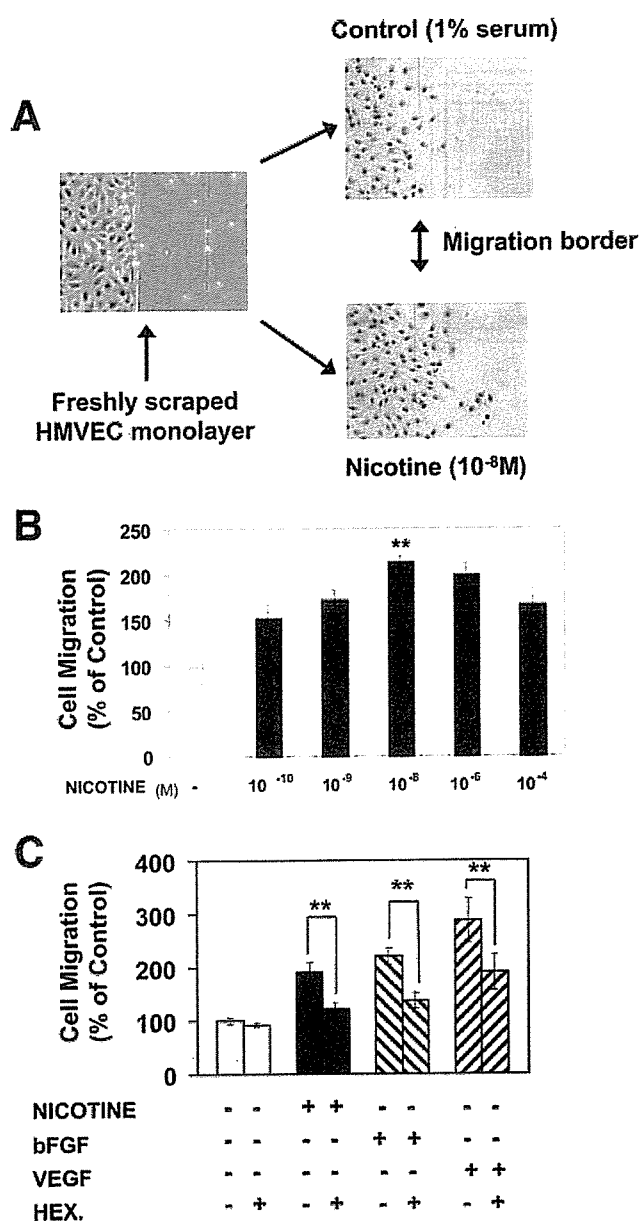 Control (1% serum)
A
Migration border
Freshly scraped
HMVEC monolayer
Nicotine (10⁻⁸M)
B
Cell Migration
(% of Control)
250
200
150
100
50
0
**
NICOTINE (M) - 10⁻¹⁰ 10⁻⁹ 10⁻⁸ 10⁻⁶ 10⁻⁴
C
Cell Migration
(% of Control)
400
300
200
100
0
** ** **
NICOTINE - - + + - - - -
bFGF - - - - + + - -
VEGF - - - - - - + +
HEX. - + - + - + - +